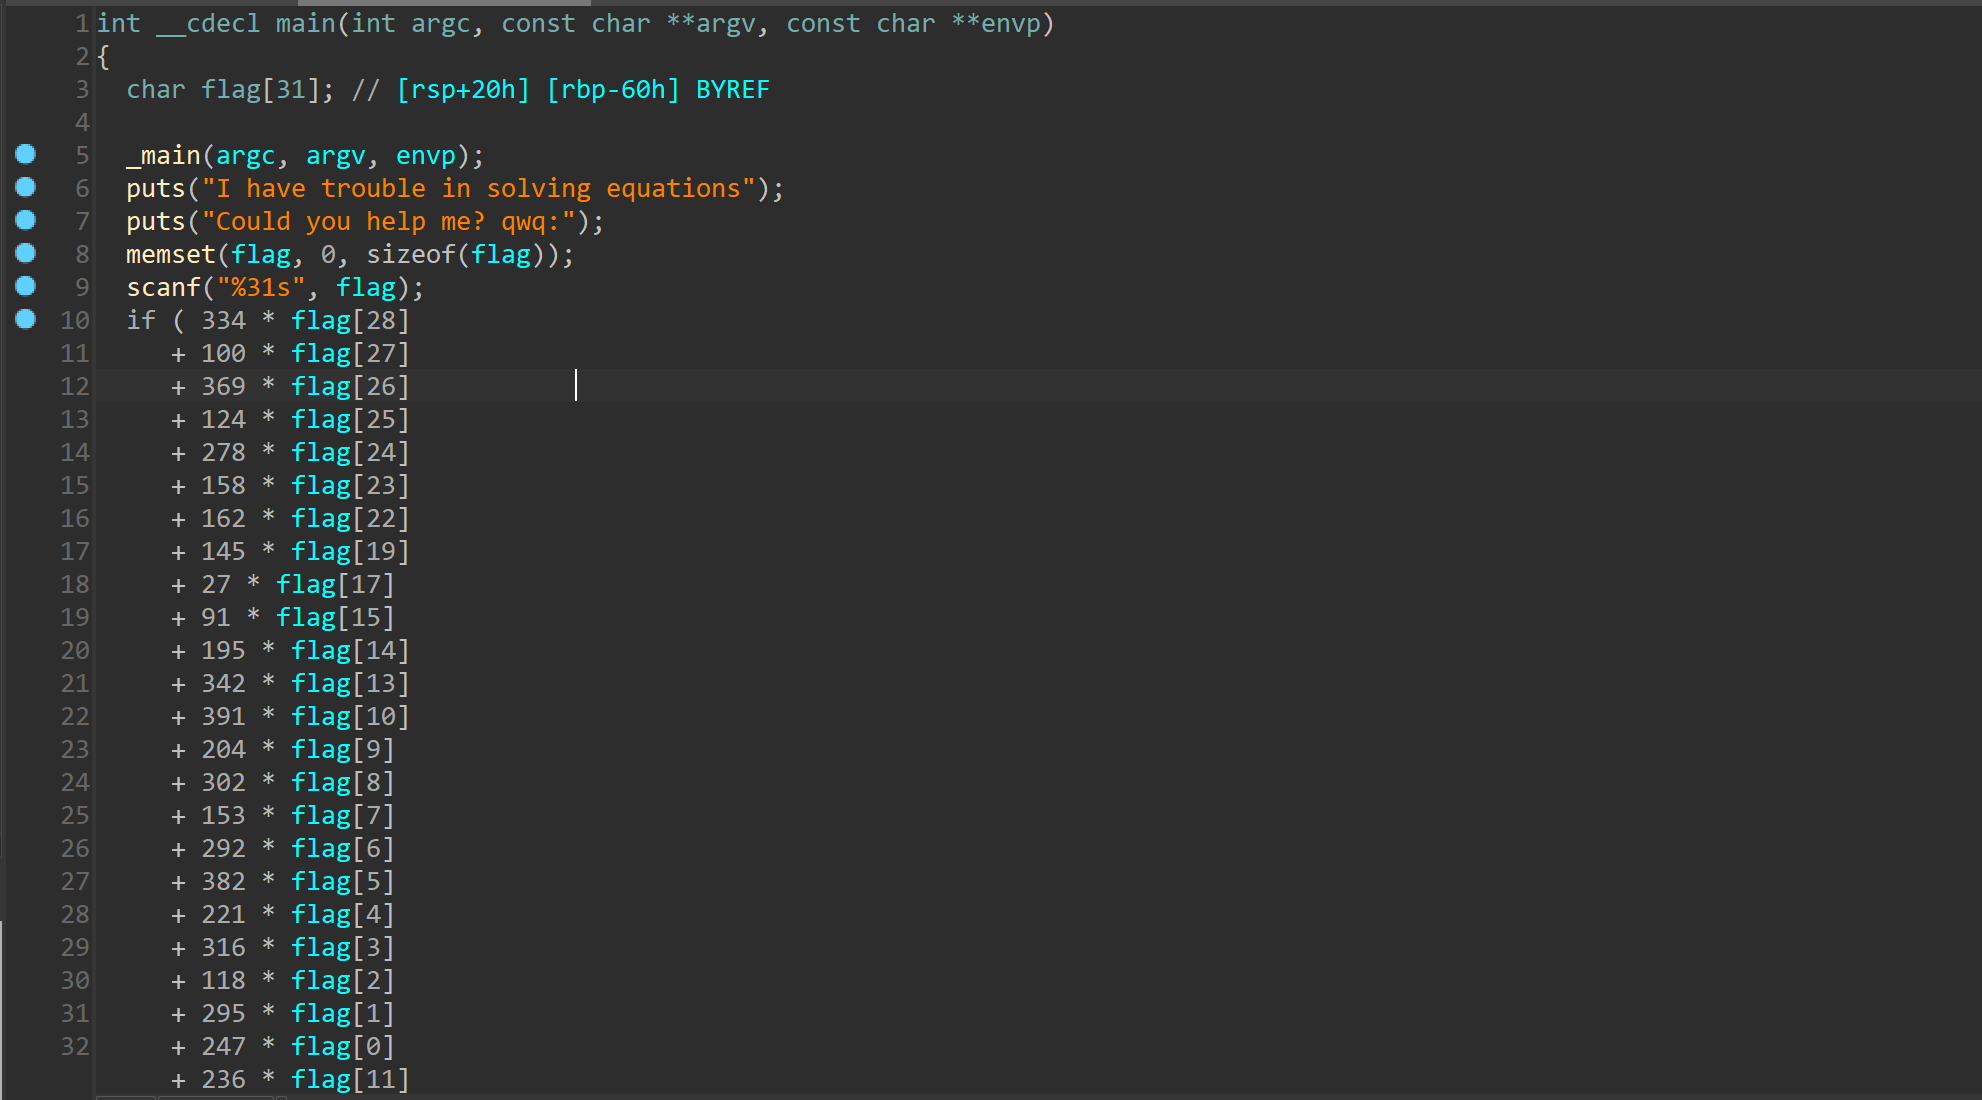 1 int __cdecl main(int argc, const char **argv, const char **envp)
2 {
3   char flag[31]; // [rsp+20h] [rbp-60h] BYREF
4
5   _main(argc, argv, envp);
6   puts("I have trouble in solving equations");
7   puts("Could you help me? qwq:");
8   memset(flag, 0, sizeof(flag));
9   scanf("%31s", flag);
10   if ( 334 * flag[28]
11      + 100 * flag[27]
12      + 369 * flag[26]
13      + 124 * flag[25]
14      + 278 * flag[24]
15      + 158 * flag[23]
16      + 162 * flag[22]
17      + 145 * flag[19]
18      + 27 * flag[17]
19      + 91 * flag[15]
20      + 195 * flag[14]
21      + 342 * flag[13]
22      + 391 * flag[10]
23      + 204 * flag[9]
24      + 302 * flag[8]
25      + 153 * flag[7]
26      + 292 * flag[6]
27      + 382 * flag[5]
28      + 221 * flag[4]
29      + 316 * flag[3]
30      + 118 * flag[2]
31      + 295 * flag[1]
32      + 247 * flag[0]
     + 236 * flag[11]